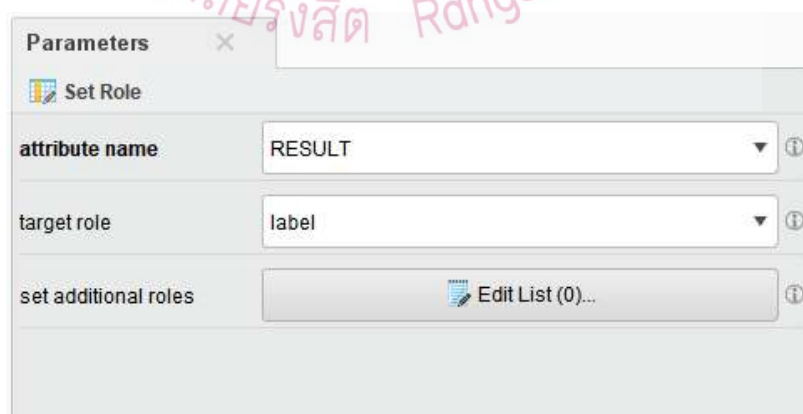 Parameters
Set Role
attribute name
RESULT
target role
label
set additional roles
Edit List (0)...